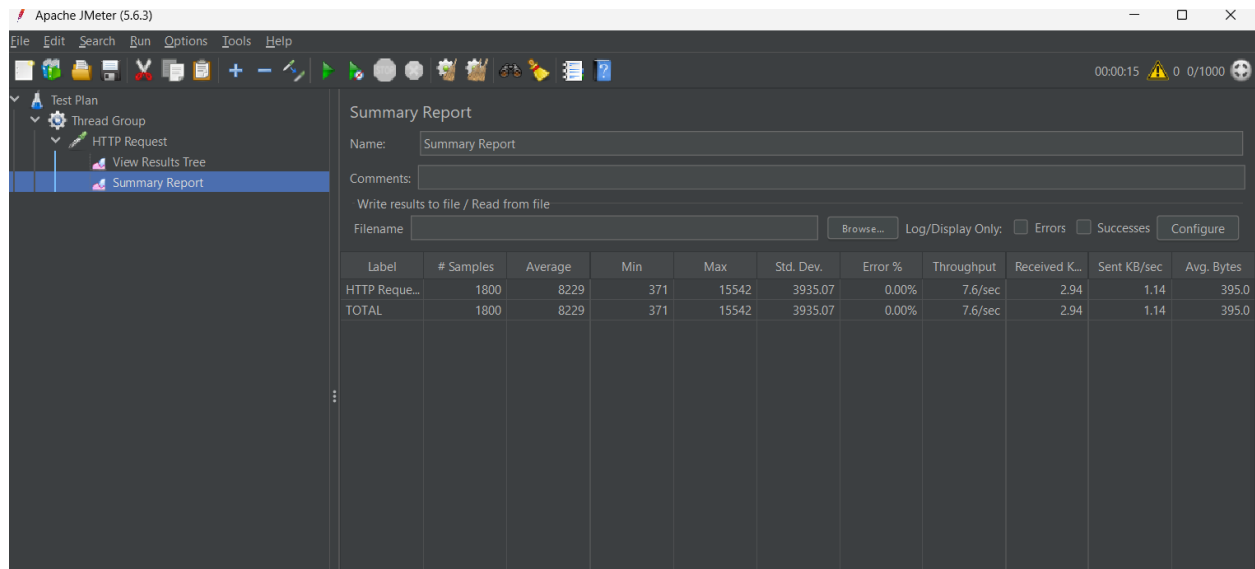 Apache JMeter (5.6.3)
File Edit Search Run Options Tools Help
00:00:15 0 0/1000
Test Plan
Thread Group
HTTP Request
View Results Tree
Summary Report
Summary Report
Name: Summary Report
Comments:
Write results to file / Read from file
Filename Browse... Log/Display Only: Errors Successes Configure
Label # Samples Average Min Max Std. Dev. Error % Throughput Received K... Sent KB/sec Avg. Bytes
HTTP Reque... 1800 8229 371 15542 3935.07 0.00% 7.6/sec 2.94 1.14 395.0
TOTAL 1800 8229 371 15542 3935.07 0.00% 7.6/sec 2.94 1.14 395.0